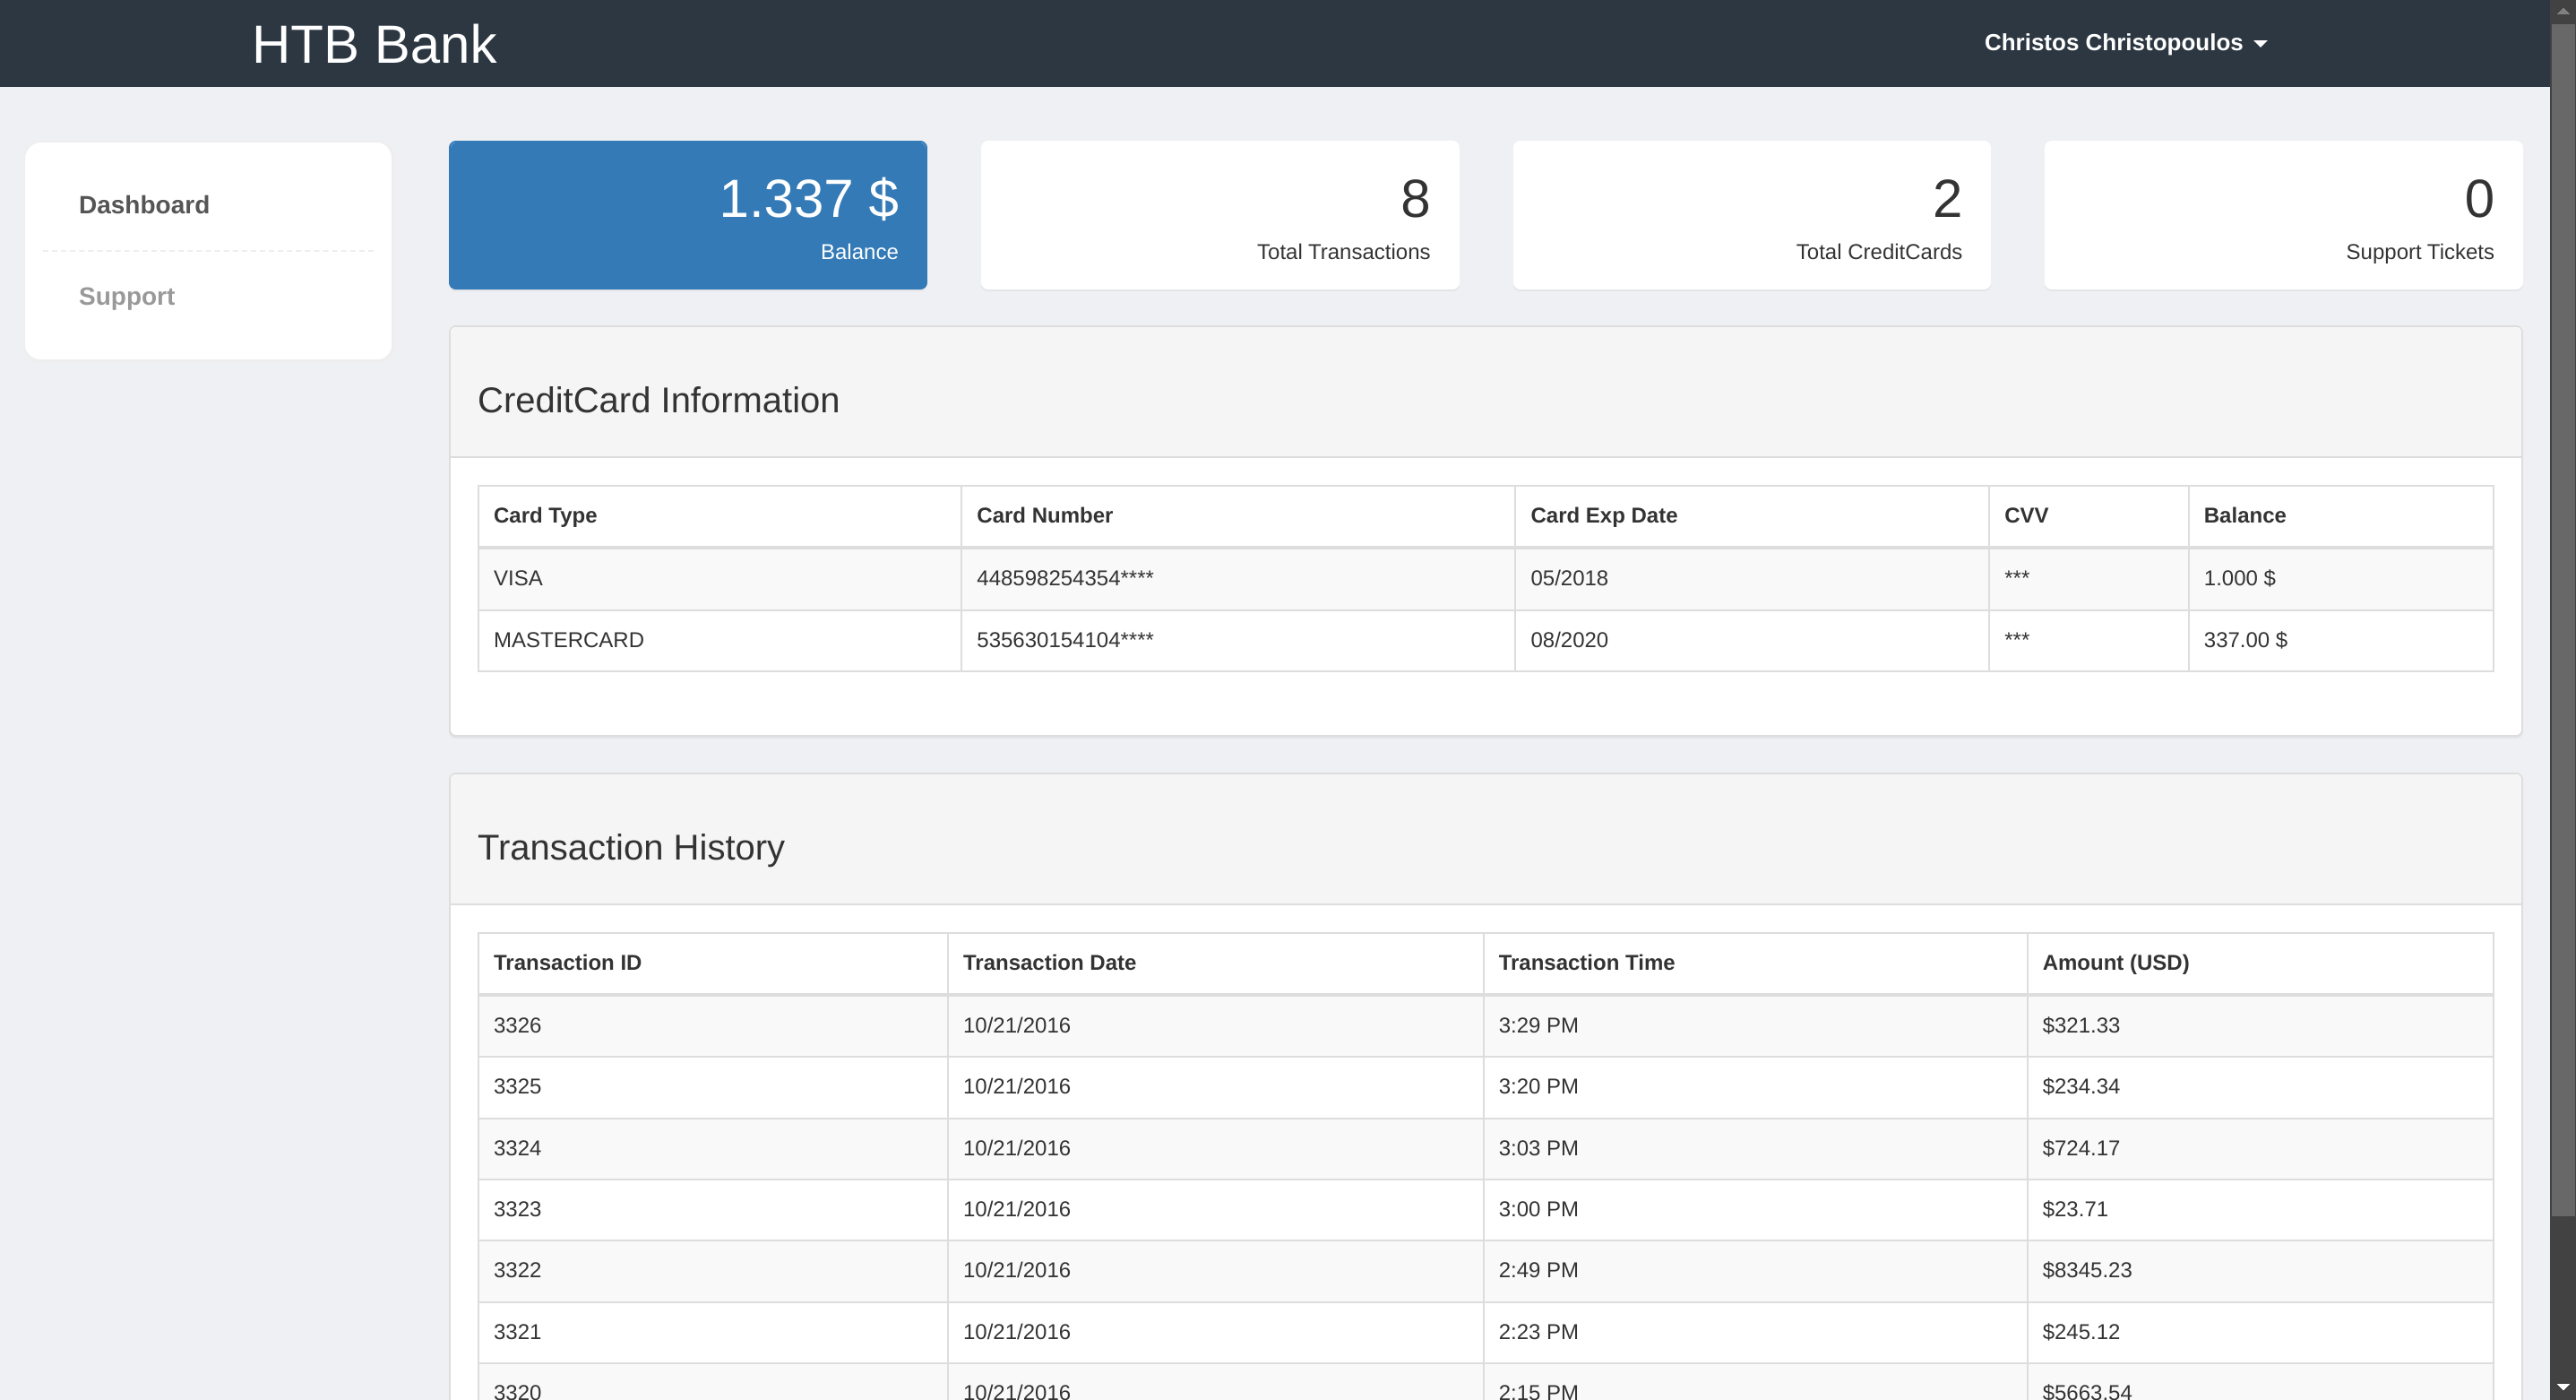 HTB Bank
Christos Christopoulos
Dashboard
Support
1.337 $
Balance
8
Total Transactions
2
Total CreditCards
0
Support Tickets
CreditCard Information
Card Type Card Number Card Exp Date CVV Balance
VISA 448598254354**** 05/2018 *** 1.000 $
MASTERCARD 535630154104**** 08/2020 *** 337.00 $
Transaction History
Transaction ID Transaction Date Transaction Time Amount (USD)
3326 10/21/2016 3:29 PM $321.33
3325 10/21/2016 3:20 PM $234.34
3324 10/21/2016 3:03 PM $724.17
3323 10/21/2016 3:00 PM $23.71
3322 10/21/2016 2:49 PM $8345.23
3321 10/21/2016 2:23 PM $245.12
3320 10/21/2016 2:15 PM $5663.54